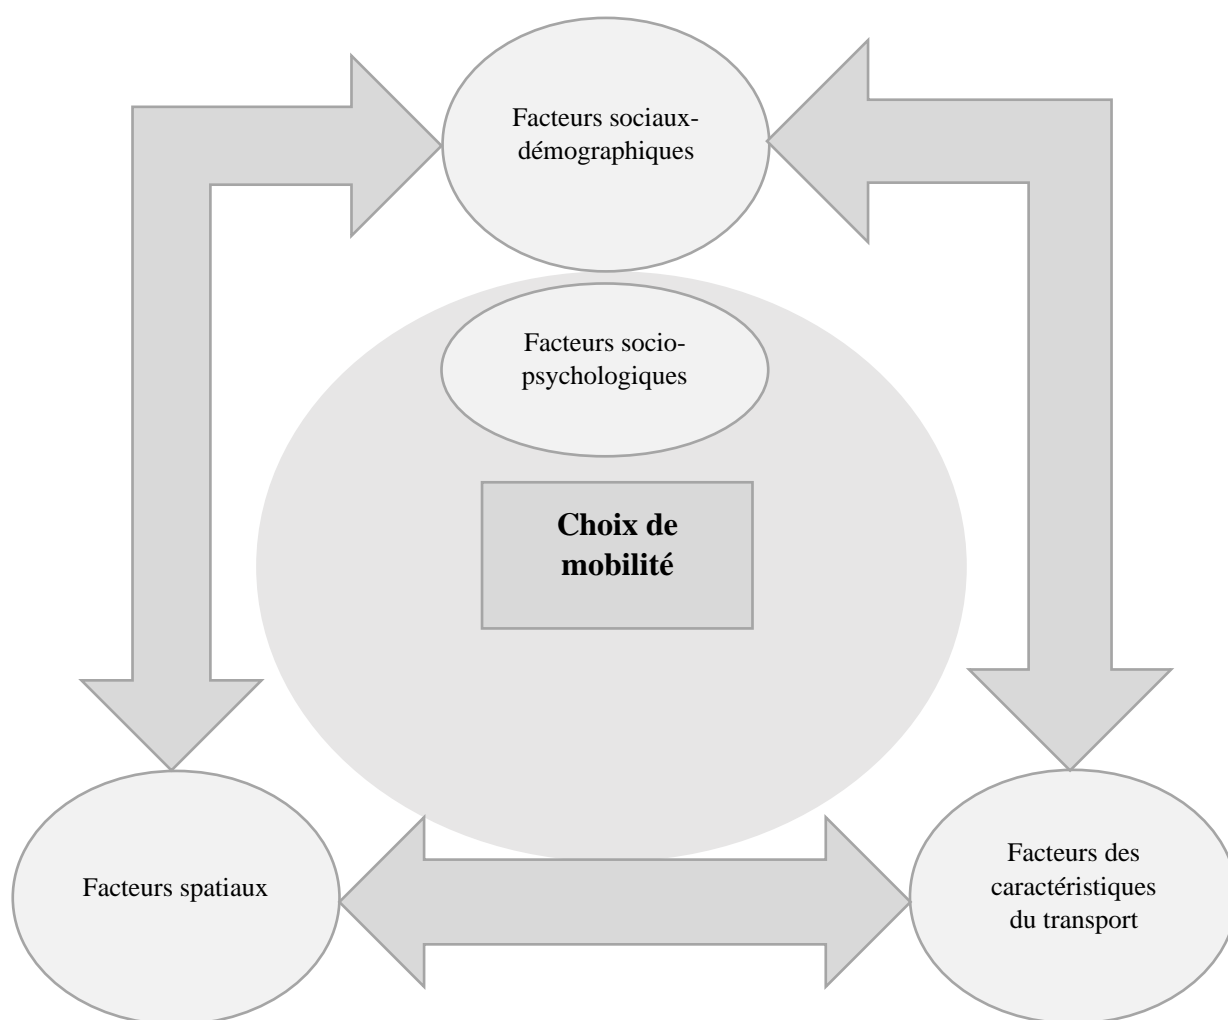 Facteurs sociaux-
démographiques
Facteurs socio-
psychologiques
Choix de
mobilité
Facteurs spatiaux
Facteurs des
caractéristiques
du transport